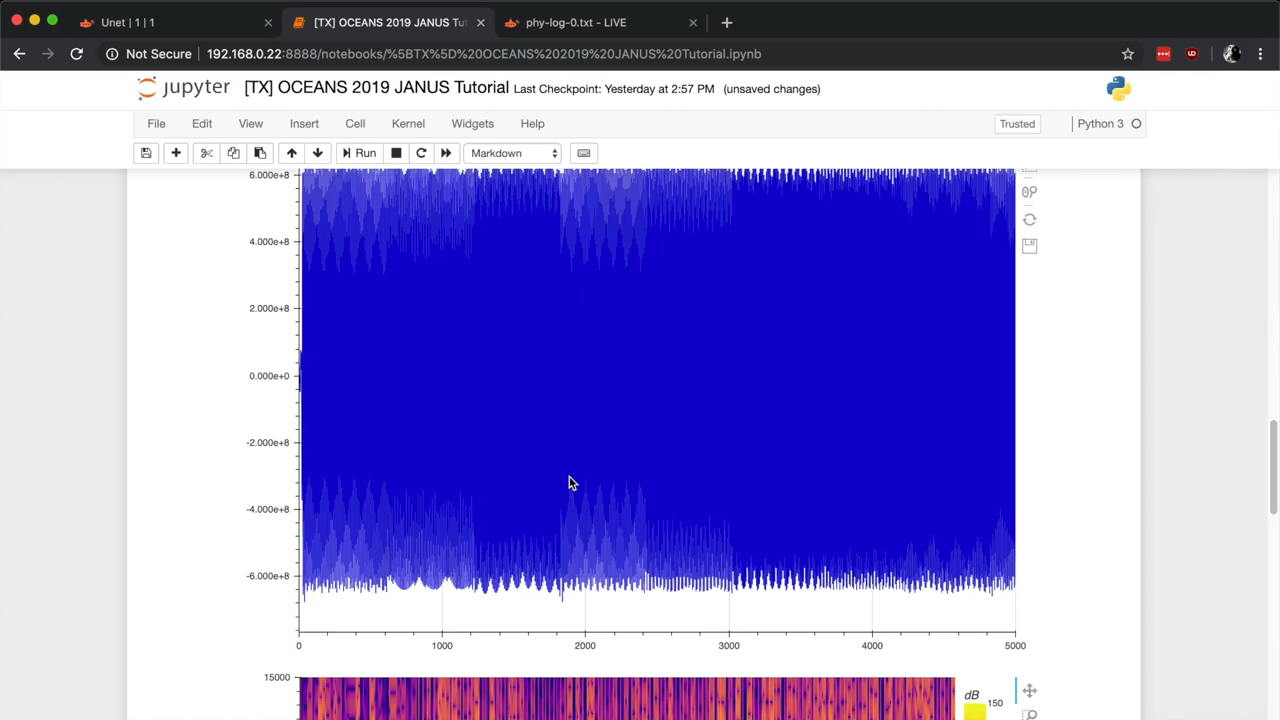 Unet | 1 | 1
[TX] OCEANS 2019 JANUS Tut
phy-log-0.txt - LIVE
Not Secure
192.168.0.22:8888/notebooks/%5BTX%5D%20OCEANS%202019%20JANUS%20Tutorial.ipynb
jupyter
[TX] OCEANS 2019 JANUS Tutorial
Last Checkpoint: Yesterday at 2:57 PM
(unsaved changes)
File
Edit
View
Insert
Cell
Kernel
Widgets
Help
Trusted
Python 3
Run
Markdown
6.000e+8
4.000e+8
2.000e+8
0.000e+0
-2.000e+8
-4.000e+8
-6.000e+8
0
1000
2000
3000
4000
5000
15000
dB
150